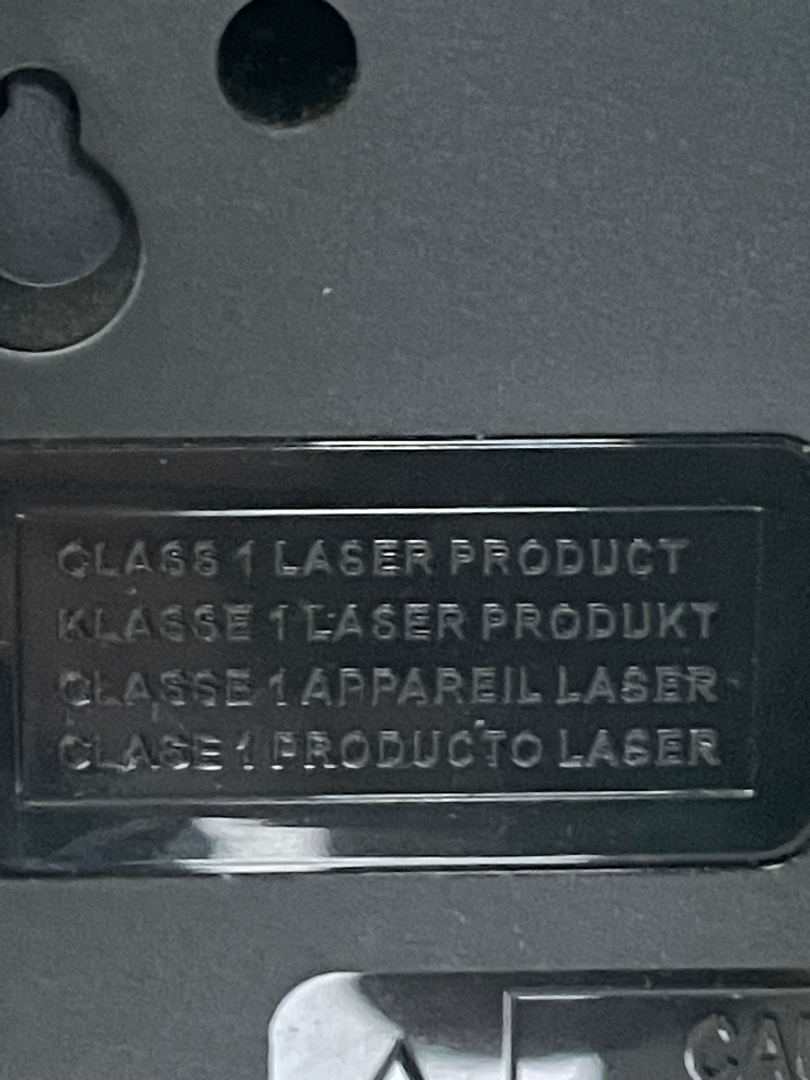 CLASS 1 LASER PRODUCT
KLASSE 1 LASER PRODUKT
CLASSE 1 APPAREIL LASER
CLASE 1 PRODUCTO LASER